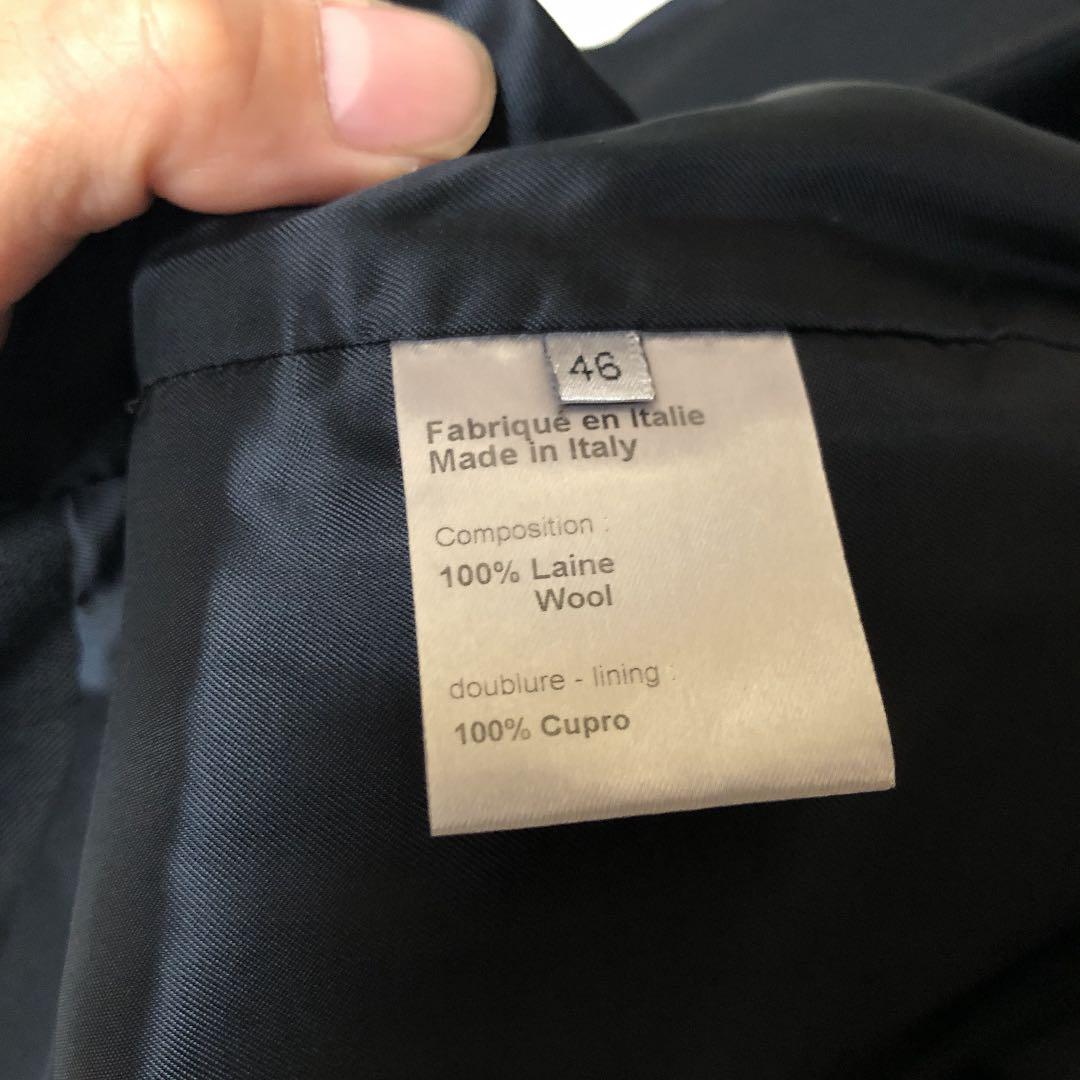 46
Fabriqué en Italie
Made in Italy
Composition :
100% Laine
Wool
doublure - lining :
100% Cupro